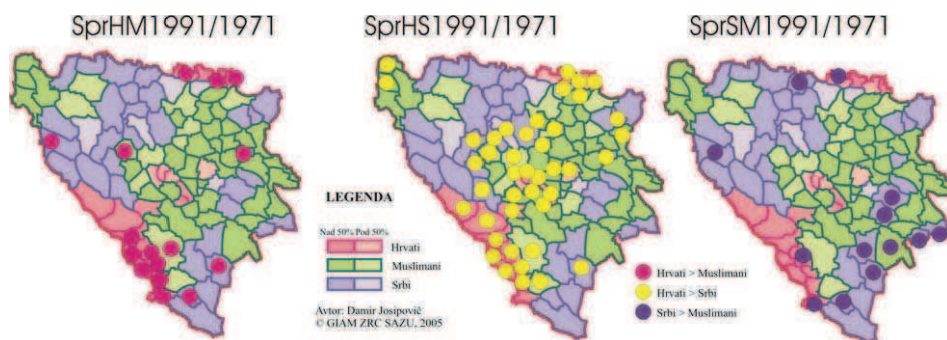 SprHM1991/1971
SprHS1991/1971
SprSM1991/1971
LEGENDA
Nad 50% Pod 50%
Hrvati
Muslimani
Srbi
Avtor: Damir Josipovič
© GIAM ZRC SAZU, 2005
Hrvati > Muslimani
Hrvati > Srbi
Srbi > Muslimani